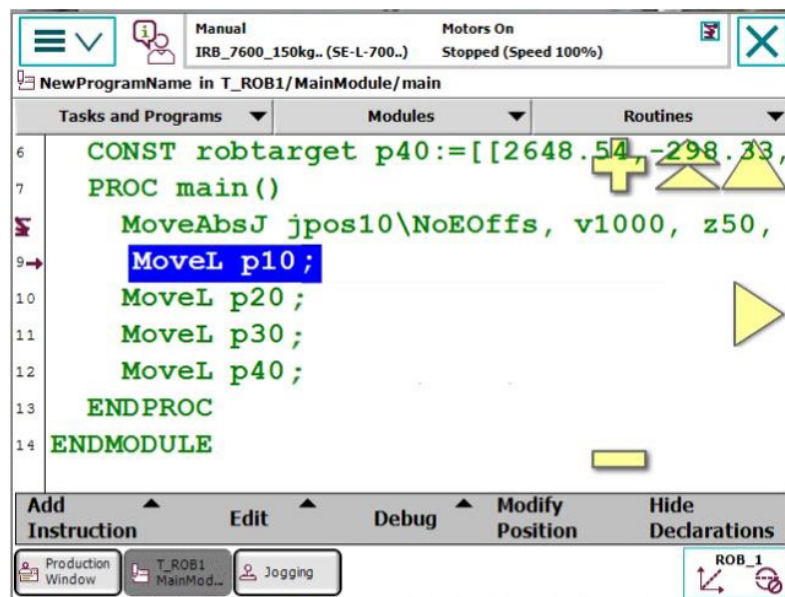 Manual
IRB_7600_150kg.. (SE-L-700..)
Motors On
Stopped (Speed 100%)
NewProgramName in T_ROB1/MainModule/main
Tasks and Programs
Modules
Routines
6 CONST robtarget p40:=[[2648.54,-298.33,
7 PROC main()
MoveAbsJ jpos10\NoEOffs, v1000, z50,
9 MoveL p10;
10 MoveL p20;
11 MoveL p30;
12 MoveL p40;
13 ENDPROC
14 ENDMODULE
Add
Instruction
Edit
Debug
Modify
Position
Hide
Declarations
Production
Window
T_ROB1
MainMod...
Jogging
ROB_1